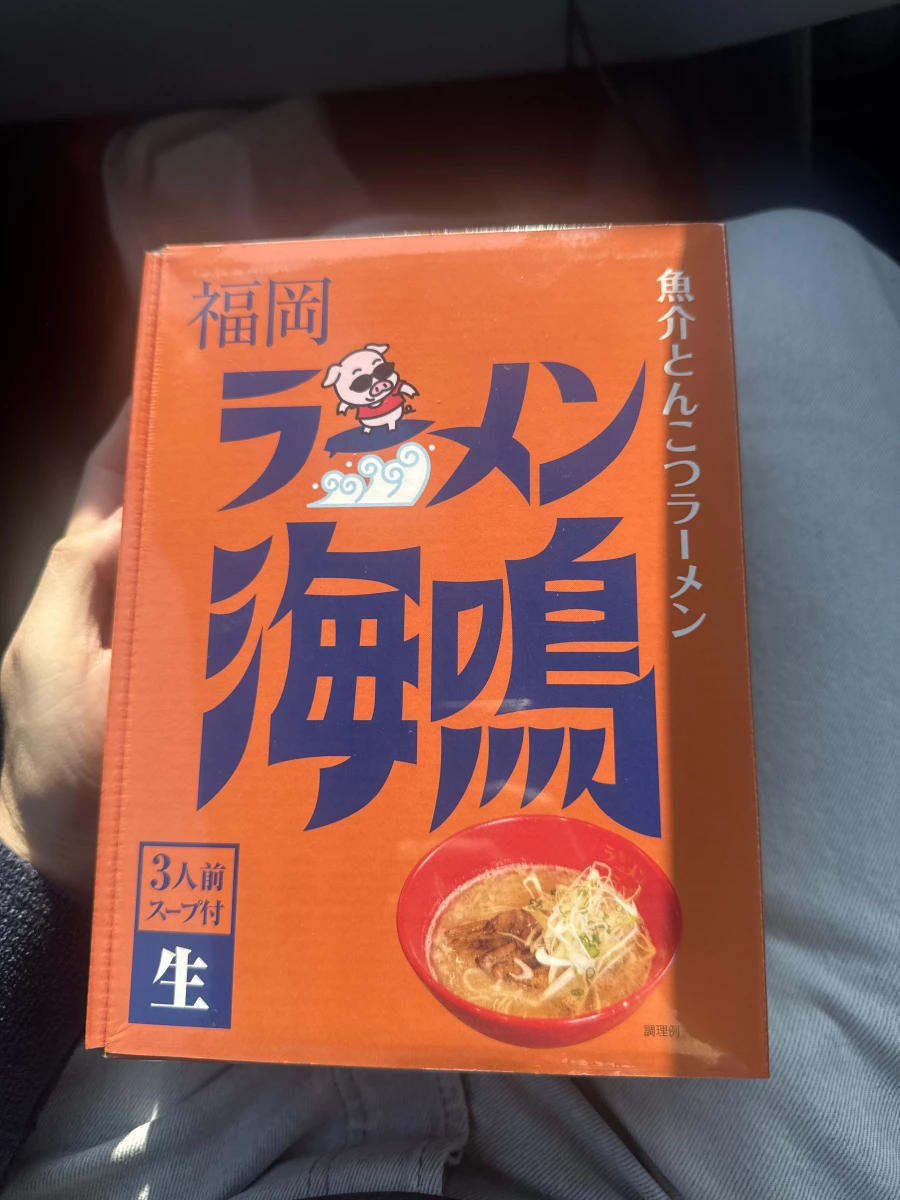 福岡
ラーメン
海鳴
魚介とんこつラーメン
3人前
スープ付
生
調理例